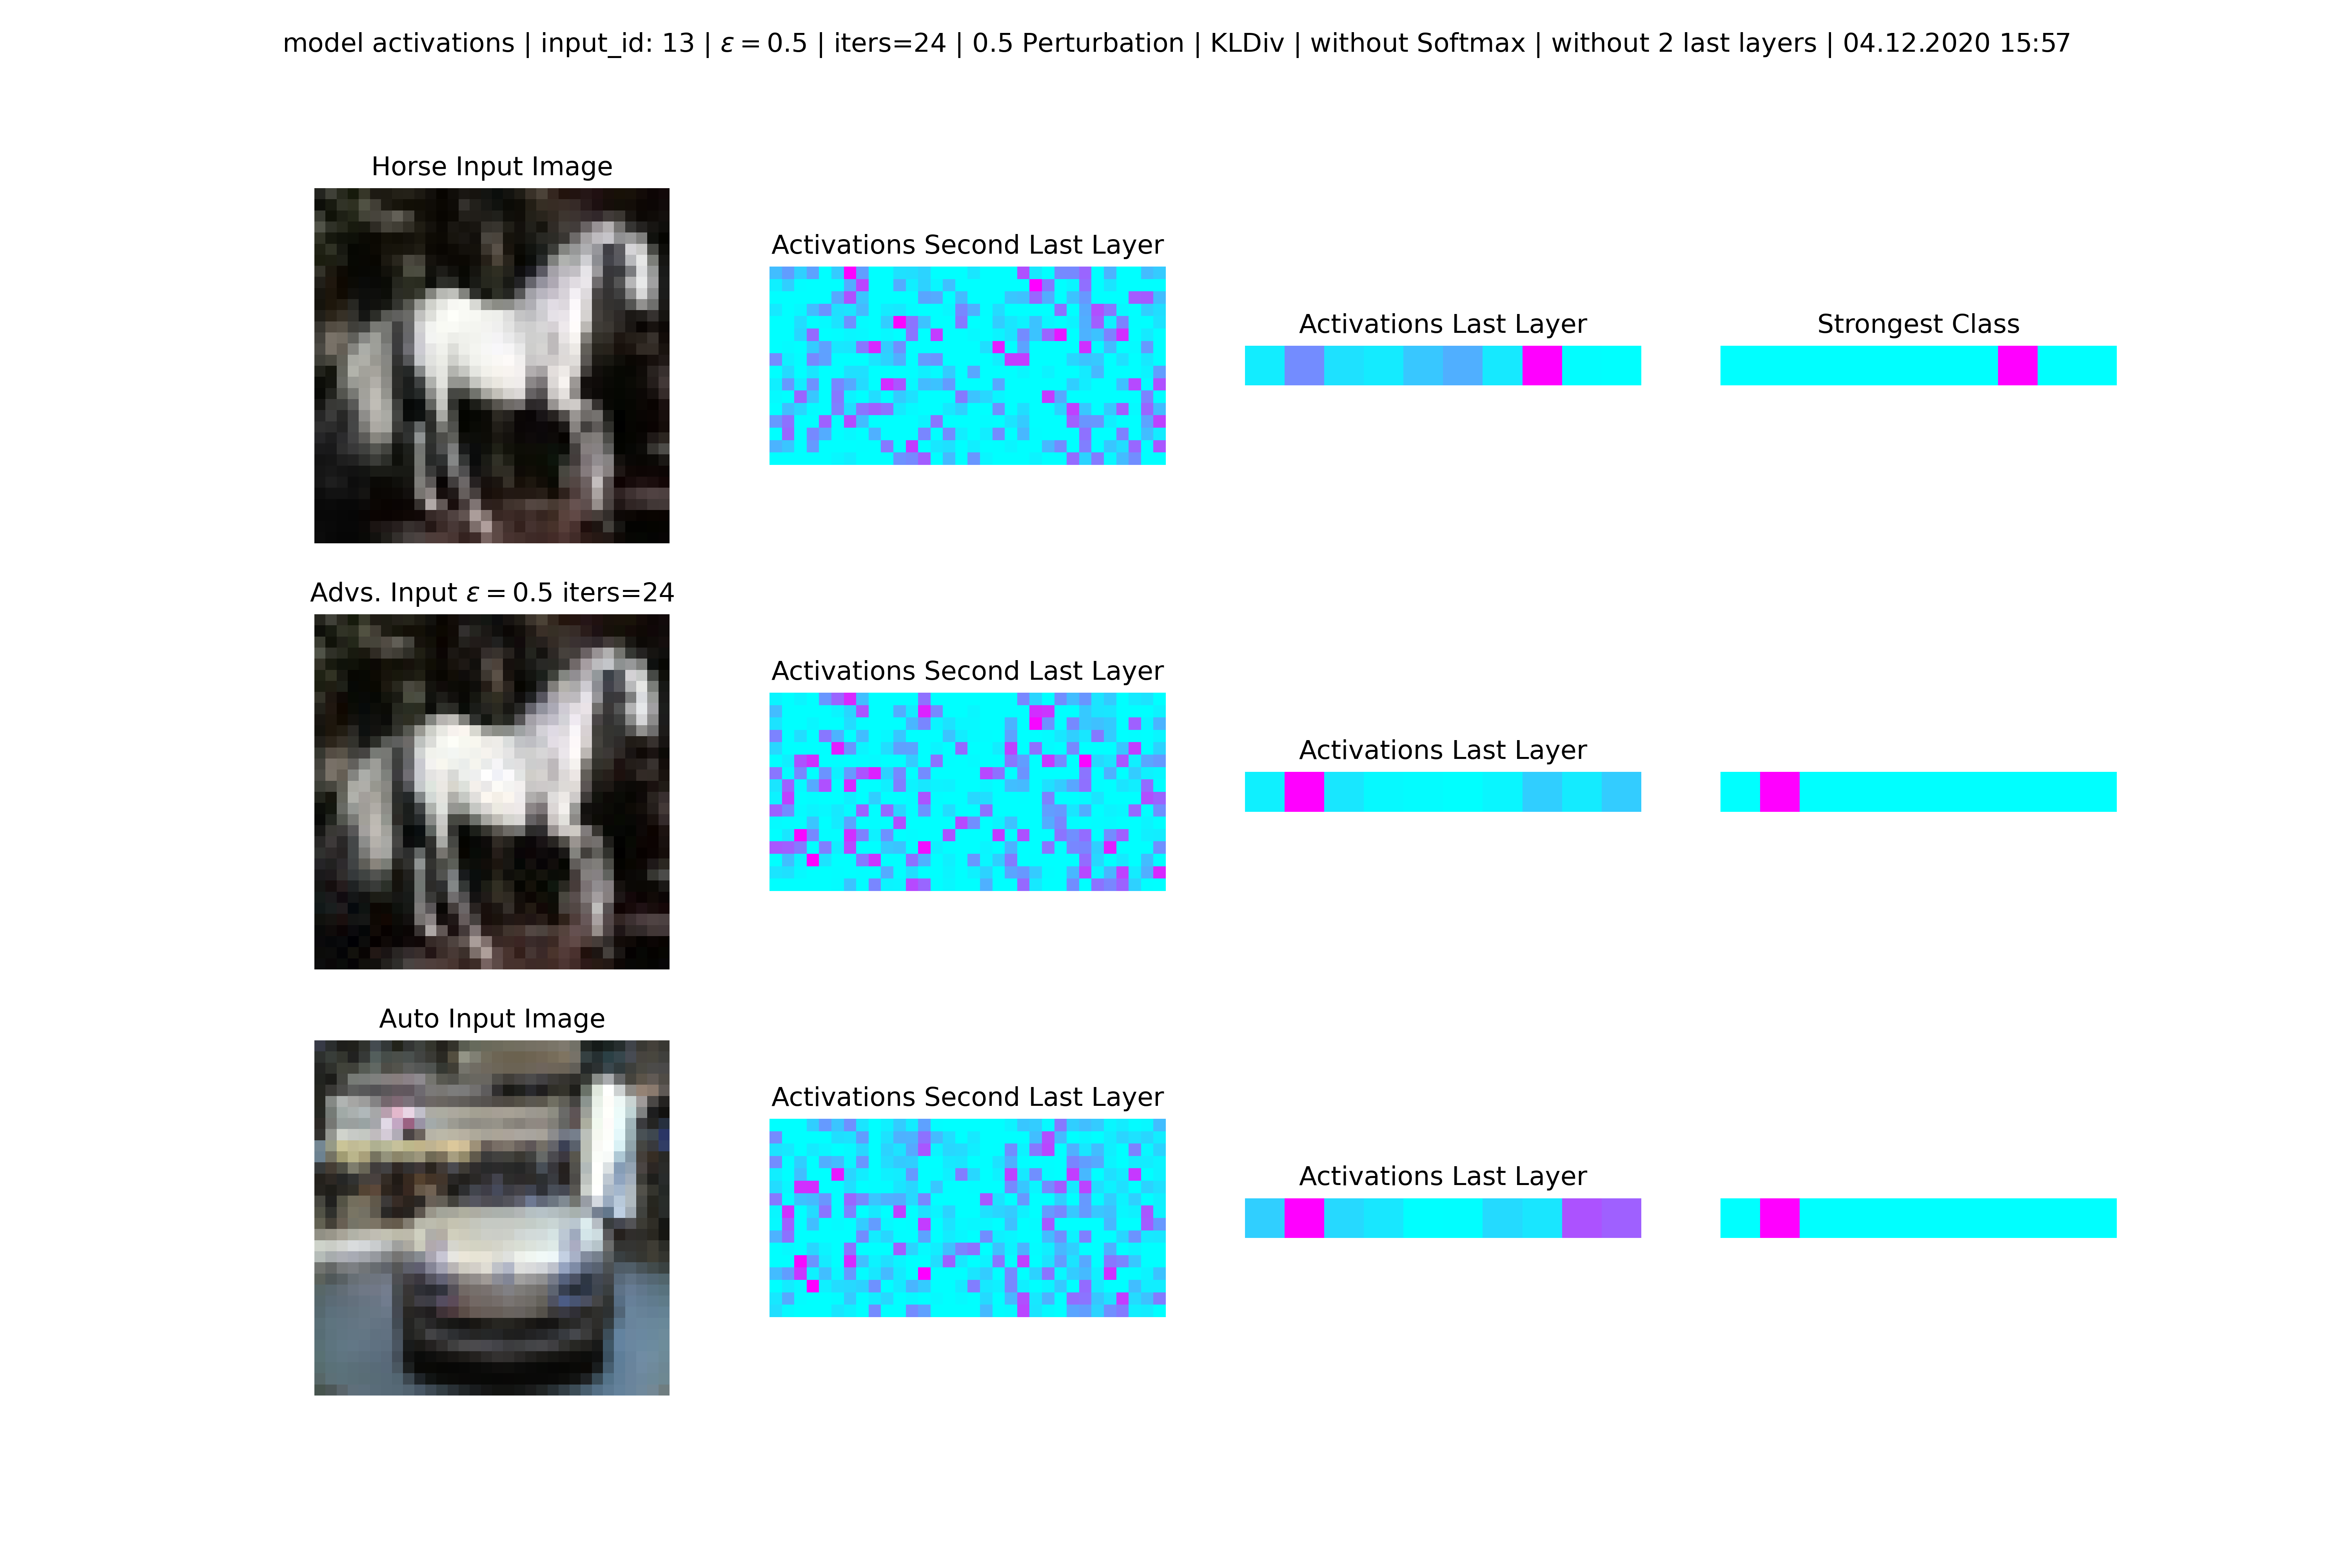 model activations | input_id: 13 | ε = 0.5 | iters=24 | 0.5 Perturbation | KLDiv | without Softmax | without 2 last layers | 04.12.2020 15:57
Horse Input Image
Activations Second Last Layer
Activations Last Layer
Strongest Class
Advs. Input ε = 0.5 iters=24
Activations Second Last Layer
Activations Last Layer
Auto Input Image
Activations Second Last Layer
Activations Last Layer